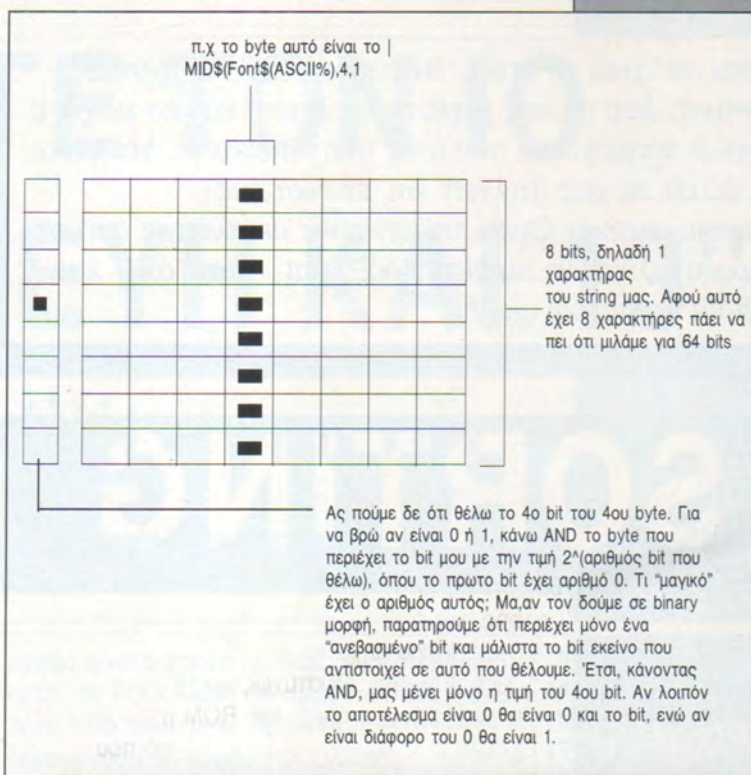 π.χ το byte αυτό είναι το |
MID$(Font$(ASCII%),4,1
8 bits, δηλαδή 1
χαρακτήρας
του string μας. Αφού αυτό
έχει 8 χαρακτήρες πάει να
πει ότι μιλάμε για 64 bits
Ας πούμε δε ότι θέλω το 4ο bit του 4ου byte. Για
να βρώ αν είναι 0 ή 1, κάνω AND το byte που
περιέχει το bit μου με την τιμή 2^(αριθμός bit που
θέλω), όπου το πρωτο bit έχει αριθμό 0. Τι "μαγικό"
έχει ο αριθμός αυτός; Μα,αν τον δούμε σε binary
μορφή, παρατηρούμε ότι περιέχει μόνο ένα
"ανεβασμένο" bit και μάλιστα το bit εκείνο που
αντιστοιχεί σε αυτό που θέλουμε. Έτσι, κάνοντας
AND, μας μένει μόνο η τιμή του 4ου bit. Αν λοιπόν
το αποτέλεσμα είναι 0 θα είναι 0 και το bit, ενώ αν
είναι διάφορο του 0 θα είναι 1.